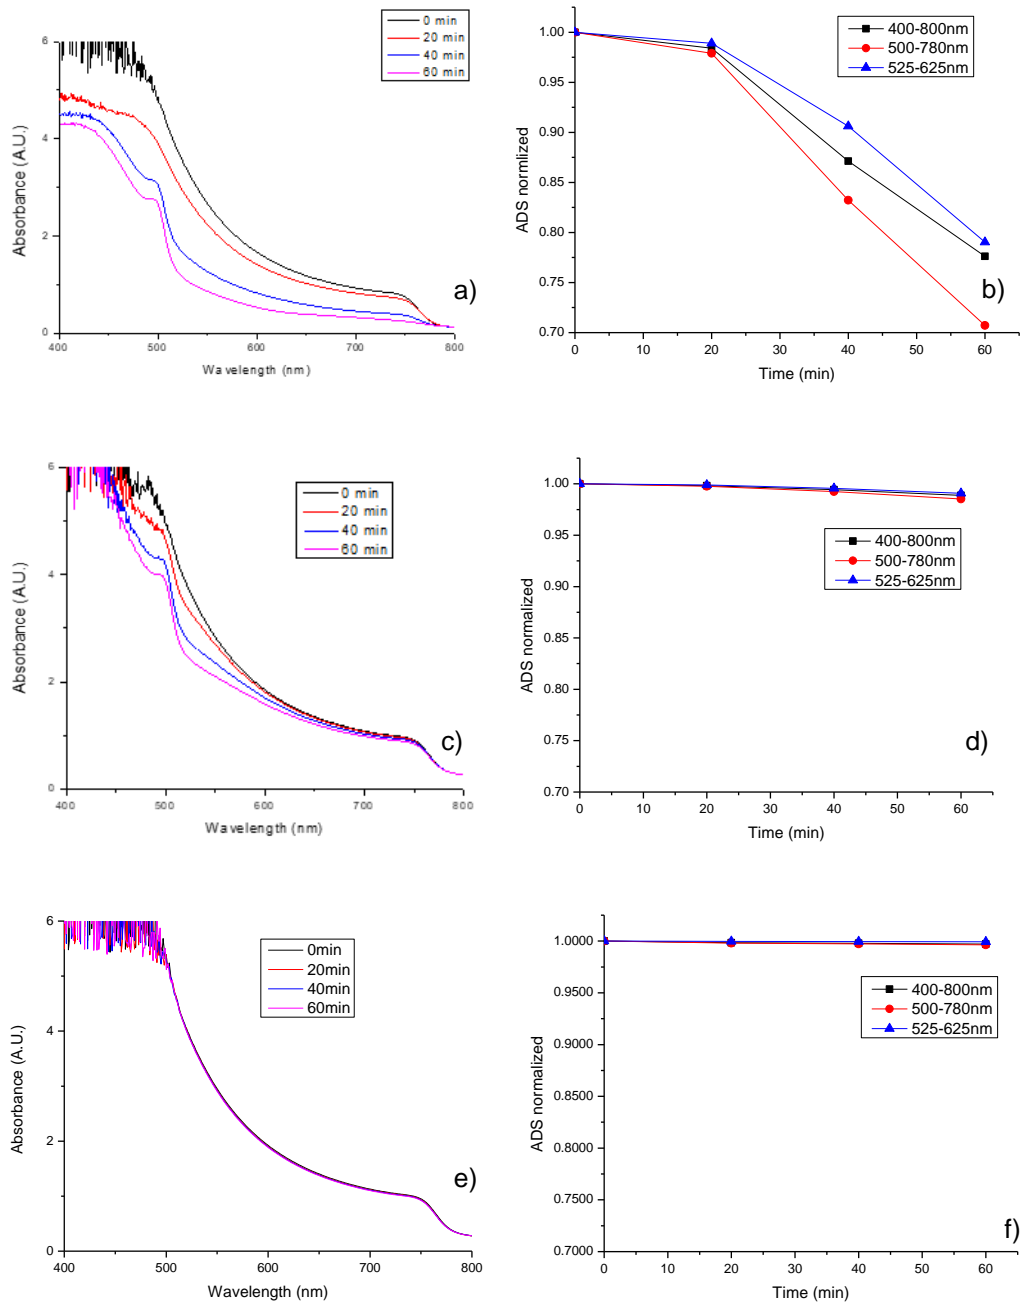 0 min
20 min
40 min
60 min
6
4
2
0
400
500
600
700
800
Absorbance (A.U.)
Wavelength (nm)
a)
400-800nm
500-780nm
525-625nm
1.00
0.95
0.90
0.85
0.80
0.75
0.70
0
10
20
30
40
50
60
ADS normlized
Time (min)
b)
0 min
20 min
40 min
60 min
6
4
2
0
400
500
600
700
800
Absorbance (A.U.)
Wavelength (nm)
c)
400-800nm
500-780nm
525-625nm
1.00
0.95
0.90
0.85
0.80
0.75
0.70
0
10
20
30
40
50
60
ADS normalized
Time (min)
d)
0min
20min
40min
60min
6
4
2
0
400
500
600
700
800
Absorbance (A.U.)
Wavelength (nm)
e)
400-800nm
500-780nm
525-625nm
1.0000
0.9500
0.9000
0.8500
0.8000
0.7500
0.7000
0
10
20
30
40
50
60
ADS normalized
Time (min)
f)